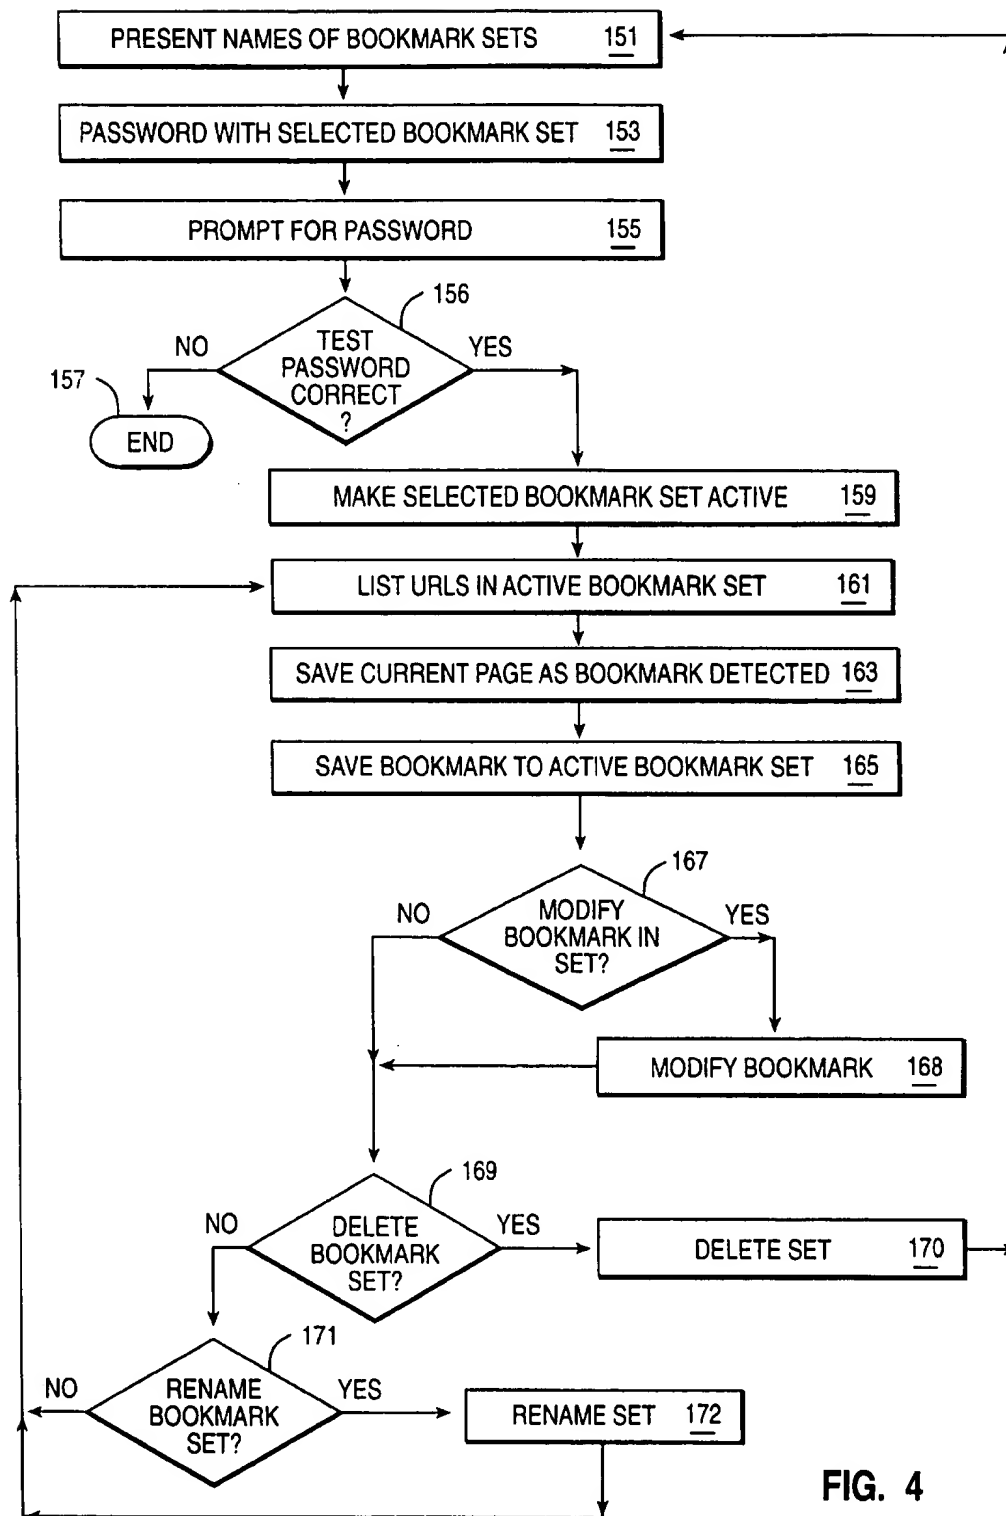 PRESENT NAMES OF BOOKMARK SETS 151
PASSWORD WITH SELECTED BOOKMARK SET 153
PROMPT FOR PASSWORD 155
156
NO
TEST
PASSWORD
CORRECT
?
YES
157
END
MAKE SELECTED BOOKMARK SET ACTIVE 159
LIST URLS IN ACTIVE BOOKMARK SET 161
SAVE CURRENT PAGE AS BOOKMARK DETECTED 163
SAVE BOOKMARK TO ACTIVE BOOKMARK SET 165
167
NO
MODIFY
BOOKMARK IN
SET?
YES
MODIFY BOOKMARK 168
169
NO
DELETE
BOOKMARK
SET?
YES
DELETE SET 170
171
NO
RENAME
BOOKMARK
SET?
YES
RENAME SET 172
FIG. 4